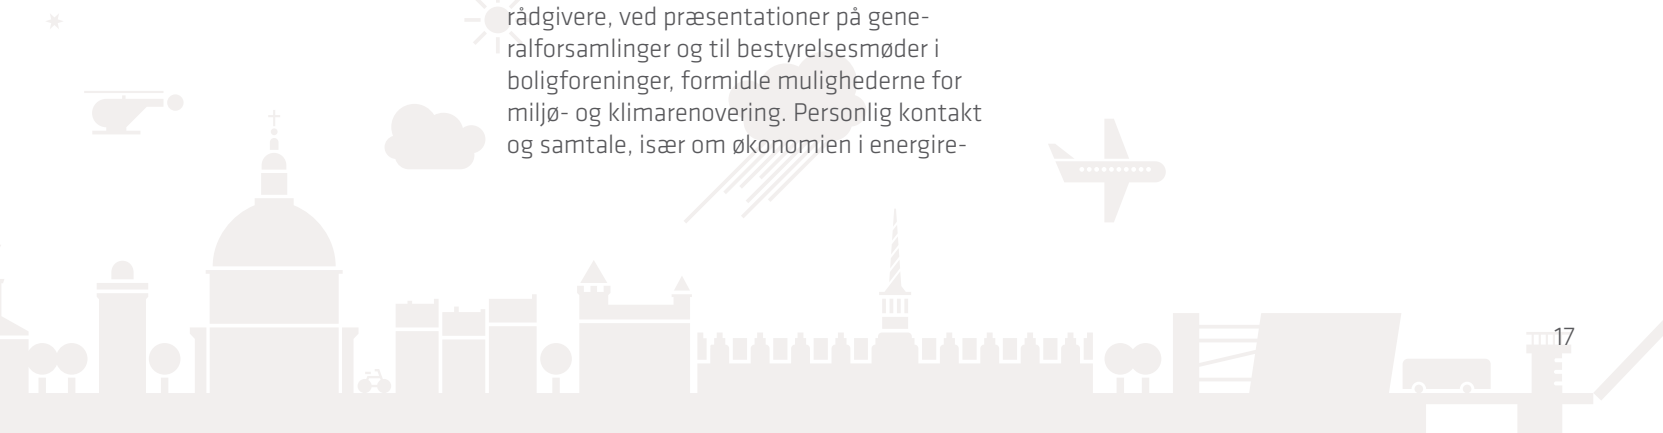 rådgivere, ved præsentationer på gene-
ralforsamlinger og til bestyrelsesmøder i
boligforeninger, formidle mulighederne for
miljø- og klimarenovering. Personlig kontakt
og samtale, især om økonomien i energire-
17